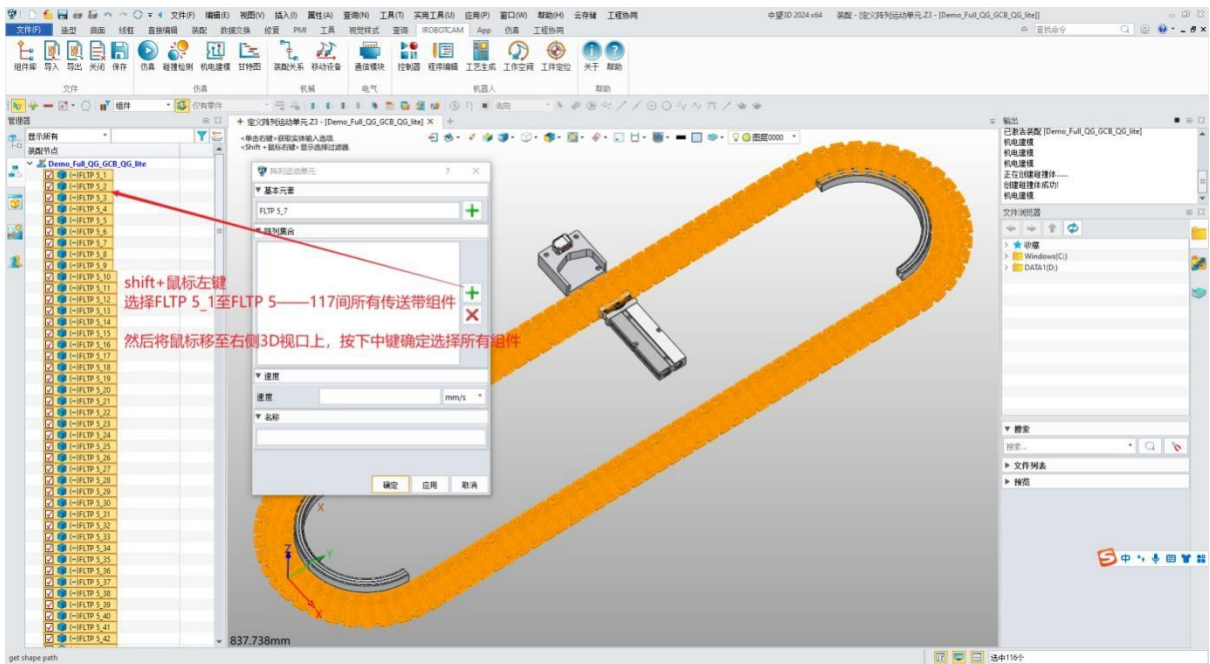 文件(F) 编辑(E) 视图(V) 插入(I) 属性(A) 查询(N) 工具(T) 实用工具(U) 应用(P) 窗口(W) 帮助(H) 云存储 工程协同
中望3D 2024 x64 装配 - [定义阵列运动单元.Z3 - [Demo_Full_QG_GCB_QG_lite]]
文件(F) 造型 曲面 线框 直接编辑 装配 数据交换 修复 PMI 工具 视觉样式 查询 IROBOTCAM App 仿真 工程协同
查找命令
组件库 导入 导出 关闭 保存 仿真 碰撞检测 机电建模 甘特图 装配关系 移动设备 通信模块 控制器 程序编辑 工艺生成 工作空间 工件定位 关于 帮助
文件 仿真 机械 电气 机器人 帮助
组件 仅有零件
管理器
显示所有
装配节点
Demo_Full_QG_GCB_QG_lite
(-)FLTP 5_1
(-)FLTP 5_2
(-)FLTP 5_3
(-)FLTP 5_4
(-)FLTP 5_5
(-)FLTP 5_6
(-)FLTP 5_7
(-)FLTP 5_8
(-)FLTP 5_9
(-)FLTP 5_10
(-)FLTP 5_11
(-)FLTP 5_12
(-)FLTP 5_13
(-)FLTP 5_14
(-)FLTP 5_15
(-)FLTP 5_16
(-)FLTP 5_17
(-)FLTP 5_18
(-)FLTP 5_19
(-)FLTP 5_20
(-)FLTP 5_21
(-)FLTP 5_22
(-)FLTP 5_23
(-)FLTP 5_24
(-)FLTP 5_25
(-)FLTP 5_26
(-)FLTP 5_27
(-)FLTP 5_28
(-)FLTP 5_29
(-)FLTP 5_30
(-)FLTP 5_31
(-)FLTP 5_32
(-)FLTP 5_33
(-)FLTP 5_34
(-)FLTP 5_35
(-)FLTP 5_36
(-)FLTP 5_37
(-)FLTP 5_38
(-)FLTP 5_39
(-)FLTP 5_40
(-)FLTP 5_41
(-)FLTP 5_42
定义阵列运动单元.Z3 - [Demo_Full_QG_GCB_QG_lite]
<单击右键>获取实体输入选项.
<Shift + 鼠标右键>显示选择过滤器.
图层0000
阵列运动单元
基本元素
FLTP 5_7
阵列集合
速度
速度 mm/s
名称
确定 应用 取消
shift+鼠标左键
选择FLTP 5_1至FLTP 5——117间所有传送带组件
然后将鼠标移至右侧3D视口上，按下中键确定选择所有组件
X
Z
Y
X
837.738mm
输出
已激活装配 [Demo_Full_QG_GCB_QG_lite]
机电建模
机电建模
机电建模
正在创建碰撞体......
创建碰撞体成功!
机电建模
文件浏览器
收藏
Windows(C:)
DATA1(D:)
搜索
搜索...
文件列表
预览
中
get shape path
选中116个